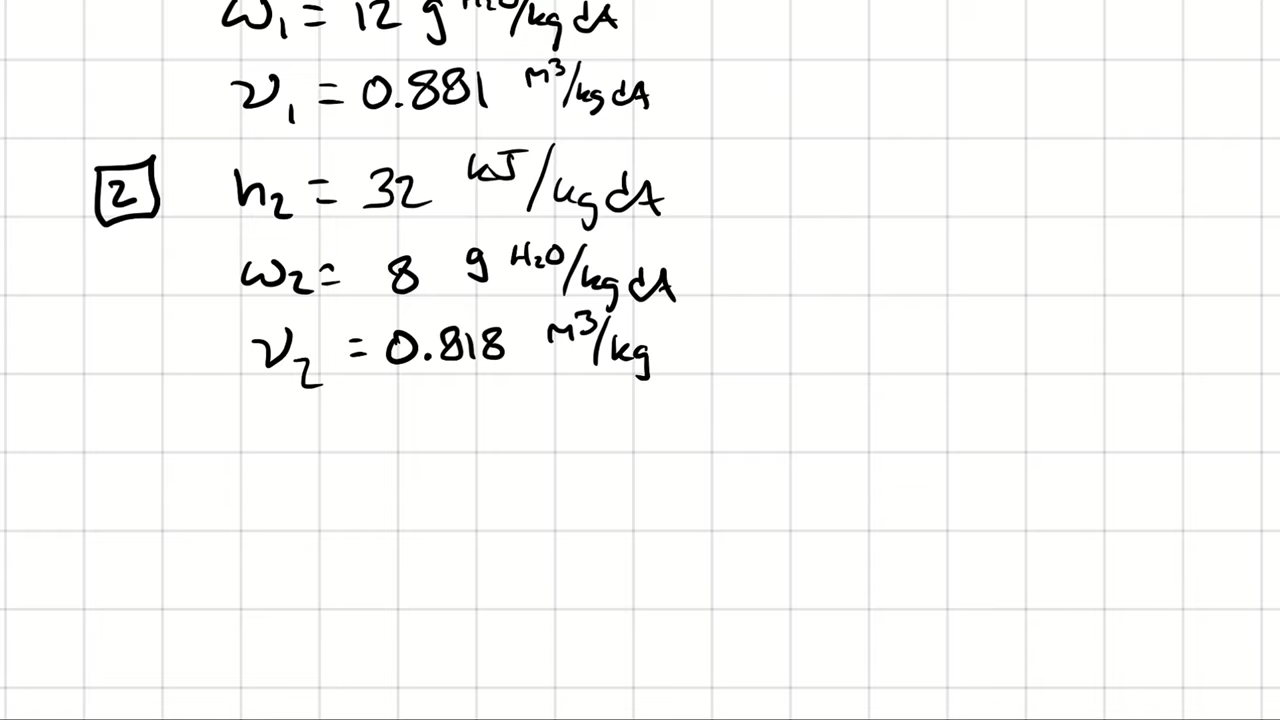 ω₁ = 12 g H₂O/kg dA
ν₁ = 0.881 m³/kg dA
2 h₂ = 32 kJ/kg dA
ω₂ = 8 g H₂O/kg dA
ν₂ = 0.818 m³/kg